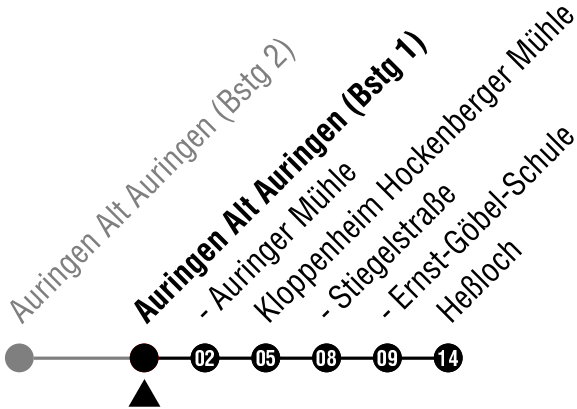 Auringen Alt Auringen (Bstg 2)
Auringen Alt Auringen (Bstg 1)
- Auringer Mühle
Kloppenheim Hockenberger Mühle
- Stiegelstraße
- Ernst-Göbel-Schule
Heßloch
02 05 08 09 14